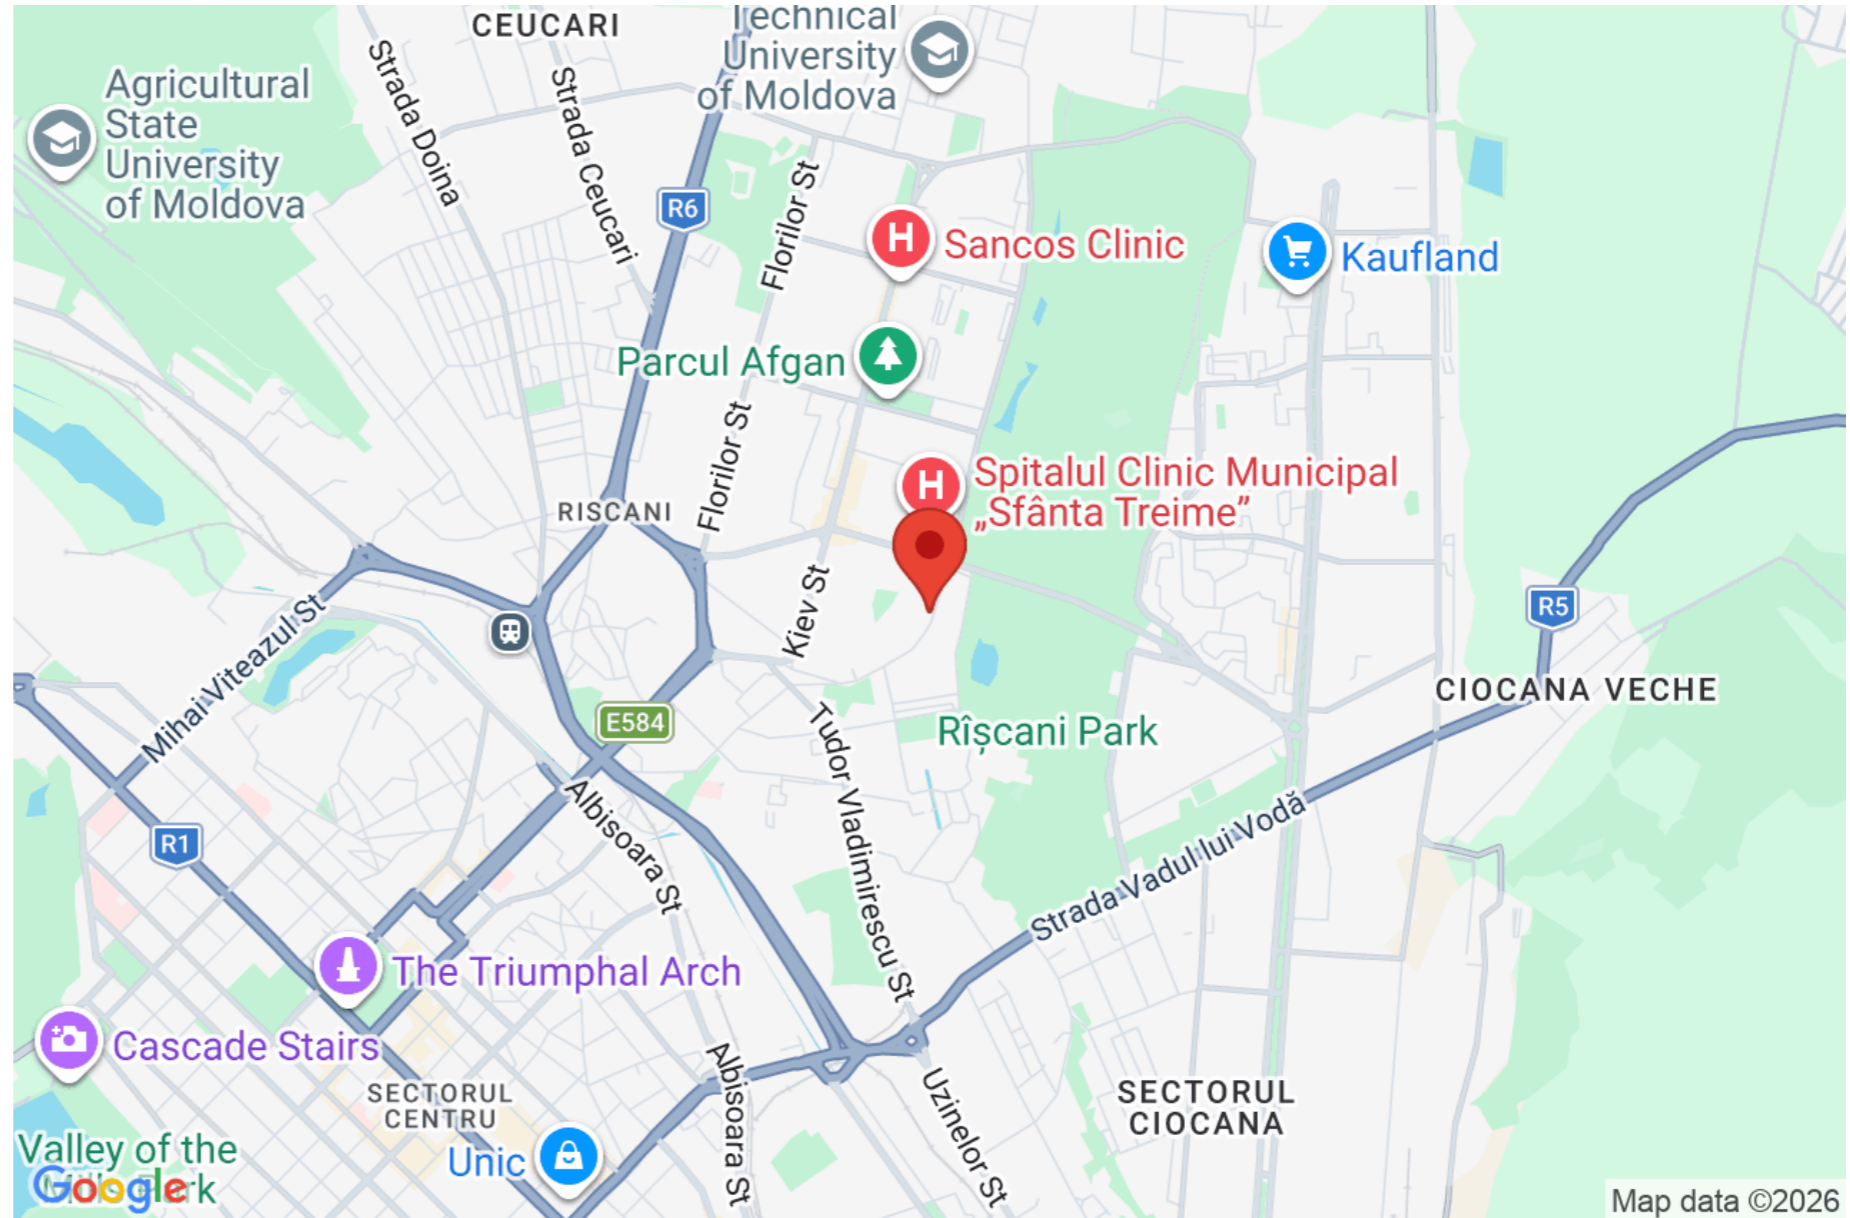 CEUCARI
Technical
University
of Moldova
Agricultural
State
University
of Moldova
Strada Doina
Strada Ceucari
R6
Florilor St
Sancos Clinic
Kaufland
Parcul Afgan
Florilor St
RISCANI
Spitalul Clinic Municipal
„Sfânta Treime”
Kiev St
Mihai Viteazul St
R5
CIOCANA VECHE
E584
Tudor Vladimirescu St
Rîșcani Park
Albisoara St
R1
Strada Vadul lui Vodă
The Triumphal Arch
Cascade Stairs
SECTORUL
CENTRU
Albisoara St
Uzinelor St
SECTORUL
CIOCANA
Valley of the
Unic
Google
Map data ©2026